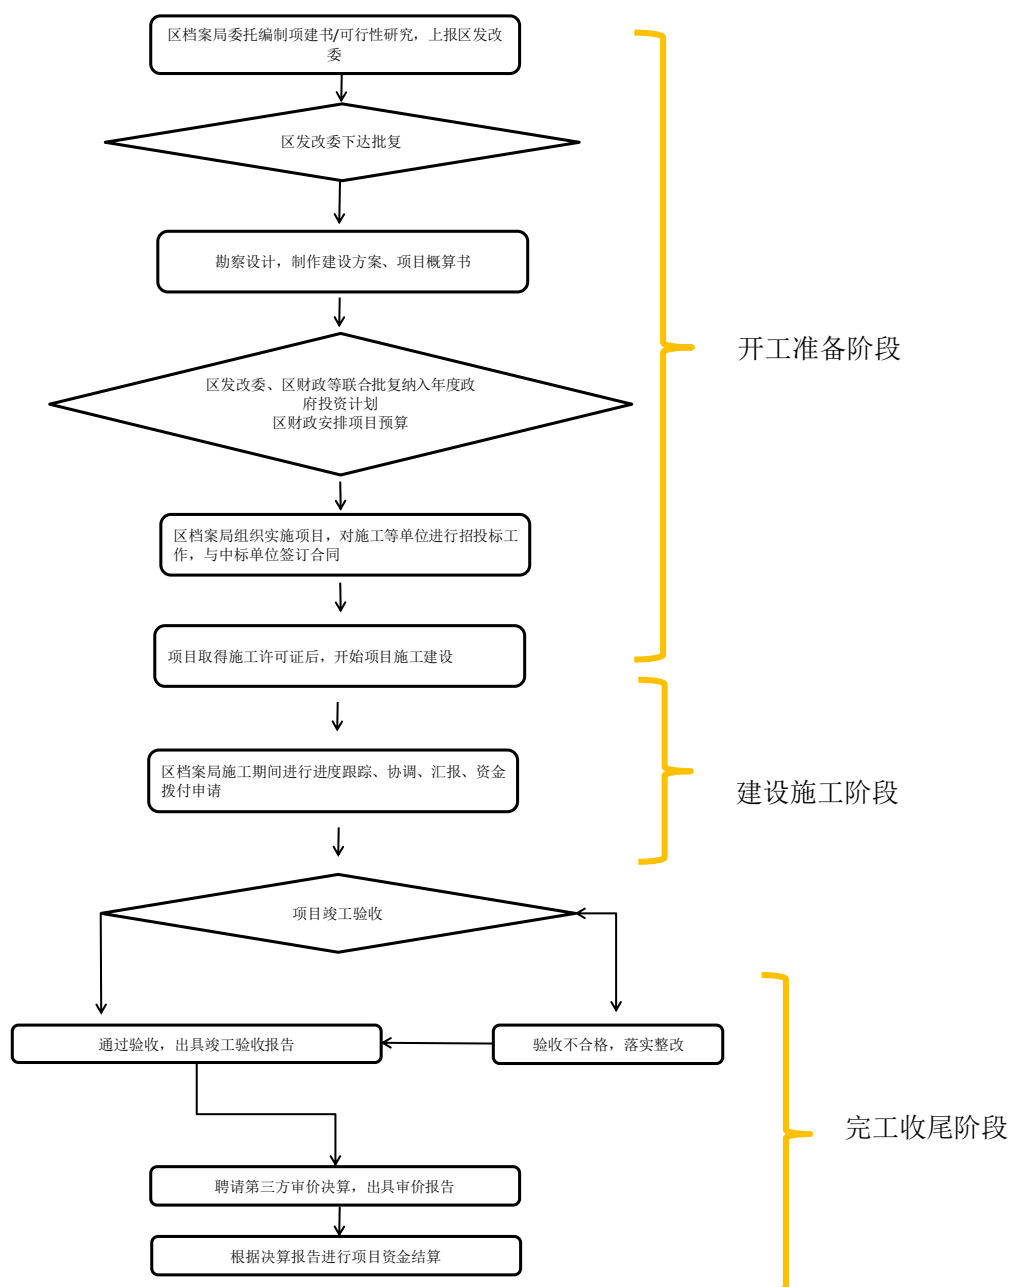 区档案局委托编制项建书/可行性研究，上报区发改
委
区发改委下达批复
勘察设计，制作建设方案、项目概算书
开工准备阶段
区发改委、区财政等联合批复纳入年度政
府投资计划
区财政安排项目预算
区档案局组织实施项目，对施工等单位进行招投标工
作，与中标单位签订合同
项目取得施工许可证后，开始项目施工建设
区档案局施工期间进行进度跟踪、协调、汇报、资金
拨付申请
建设施工阶段
项目竣工验收
通过验收，出具竣工验收报告
验收不合格，落实整改
完工收尾阶段
聘请第三方审价决算，出具审价报告
根据决算报告进行项目资金结算